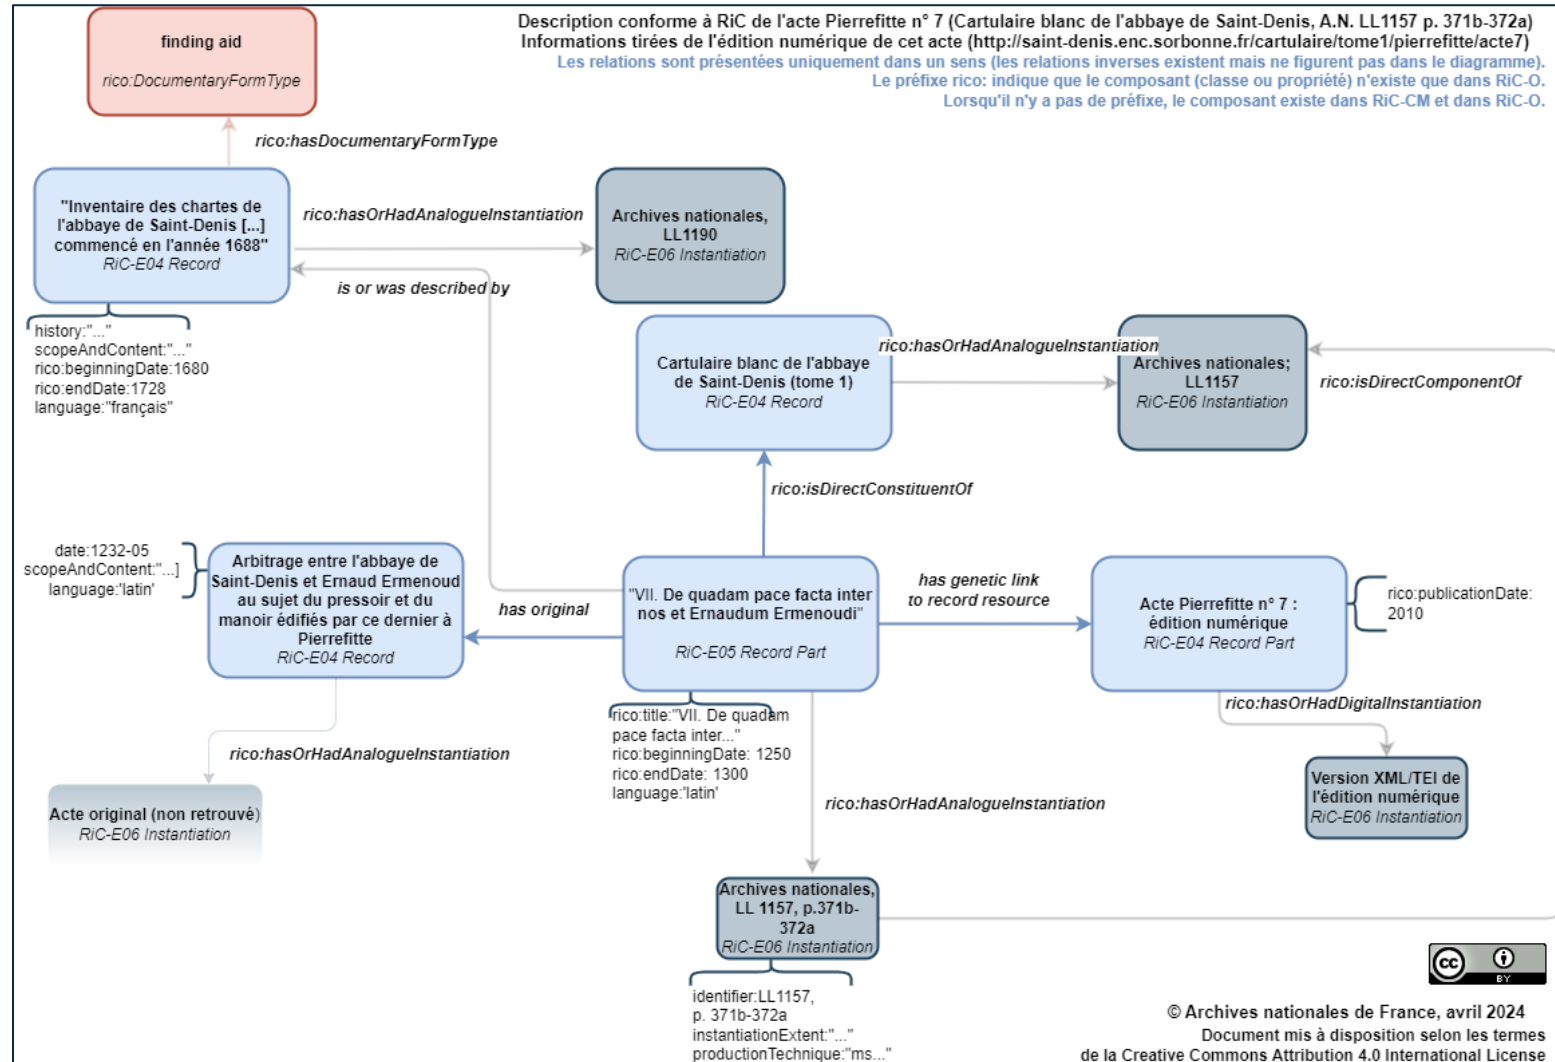 Description conforme à RiC de l'acte Pierrefitte n° 7 (Cartulaire blanc de l'abbaye de Saint-Denis, A.N. LL1157 p. 371b-372a)
Informations tirées de l'édition numérique de cet acte (http://saint-denis.enc.sorbonne.fr/cartulaire/tome1/pierrefitte/acte7)
Les relations sont présentées uniquement dans un sens (les relations inverses existent mais ne figurent pas dans le diagramme).
Le préfixe rico: indique que le composant (classe ou propriété) n'existe que dans RiC-O.
Lorsqu'il n'y a pas de préfixe, le composant existe dans RiC-CM et dans RiC-O.
finding aid
rico:DocumentaryFormType
rico:hasDocumentaryFormType
"Inventaire des chartes de
l'abbaye de Saint-Denis [...]
commencé en l'année 1688"
RiC-E04 Record
rico:hasOrHadAnalogueInstantiation
Archives nationales,
LL1190
RiC-E06 Instantiation
is or was described by
history:"..."
scopeAndContent:"..."
rico:beginningDate:1680
rico:endDate:1728
language:"français"
Cartulaire blanc de l'abbaye
de Saint-Denis (tome 1)
RiC-E04 Record
rico:hasOrHadAnalogueInstantiation
Archives nationales;
LL1157
RiC-E06 Instantiation
rico:isDirectComponentOf
rico:isDirectConstituentOf
date:1232-05
scopeAndContent:"...]
language:'latin'
Arbitrage entre l'abbaye de
Saint-Denis et Ernaud Ermenoud
au sujet du pressoir et du
manoir édifiés par ce dernier à
Pierrefitte
RiC-E04 Record
has original
"VII. De quadam pace facta inter
nos et Ernaudum Ermenoudi"
RiC-E05 Record Part
has genetic link
to record resource
Acte Pierrefitte n° 7 :
édition numérique
RiC-E04 Record Part
rico:publicationDate:
2010
rico:hasOrHadDigitalInstantiation
rico:title:"VII. De quadam
pace facta inter..."
rico:beginningDate: 1250
rico:endDate: 1300
language:'latin'
rico:hasOrHadAnalogueInstantiation
Acte original (non retrouvé)
RiC-E06 Instantiation
rico:hasOrHadAnalogueInstantiation
Version XML/TEI de
l'édition numérique
RiC-E06 Instantiation
Archives nationales,
LL 1157, p.371b-
372a
RiC-E06 Instantiation
identifier:LL1157,
p. 371b-372a
instantiationExtent:"..."
productionTechnique:"ms..."
cc
BY
© Archives nationales de France, avril 2024
Document mis à disposition selon les termes
de la Creative Commons Attribution 4.0 International License